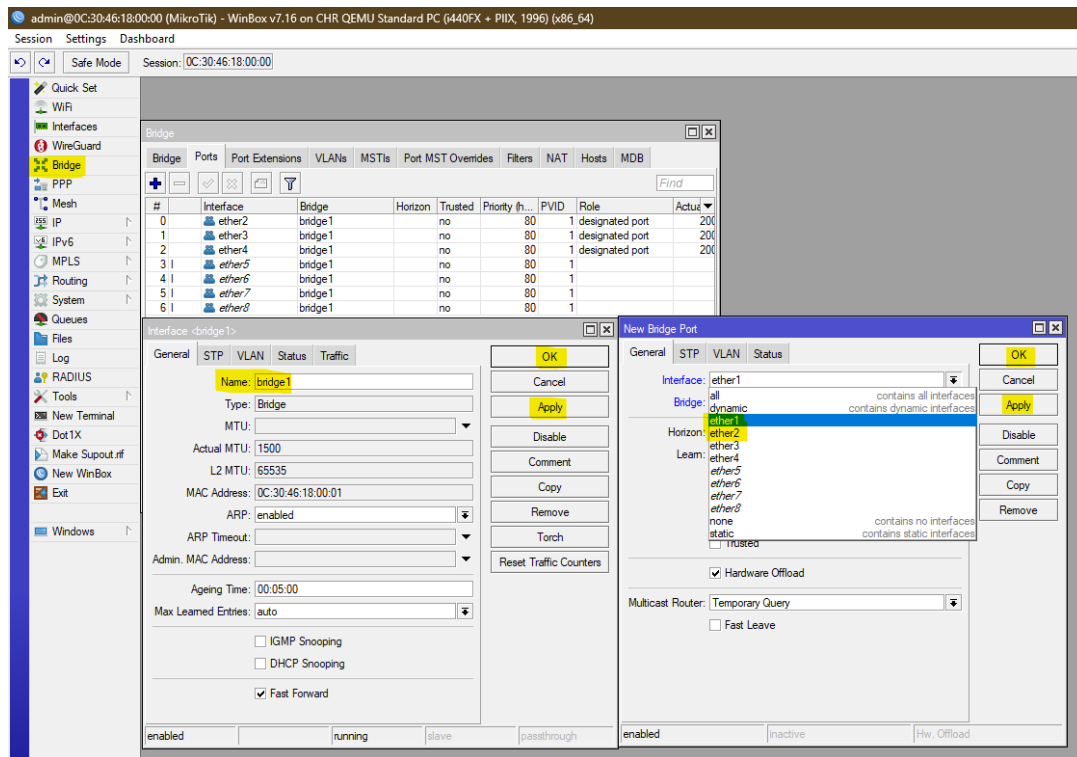 admin@0C:30:46:18:00:00 (MikroTik) - WinBox v7.16 on CHR QEMU Standard PC (i440FX + PIIX, 1996) (x86_64)
Session Settings Dashboard
Safe Mode Session: 0C:30:46:18:00:00
Quick Set
WiFi
Interfaces
WireGuard
Bridge
PPP
Mesh
IP
IPv6
MPLS
Routing
System
Queues
Files
Log
RADIUS
Tools
New Terminal
Dot1X
Make Supout.rif
New WinBox
Exit
Windows
Bridge
Bridge Ports Port Extensions VLANs MSTIs Port MST Overrides Filters NAT Hosts MDB
Find
# Interface Bridge Horizon Trusted Priority (h... PVID Role Actua
0 ether2 bridge1 no 80 1 designated port 200
1 ether3 bridge1 no 80 1 designated port 200
2 ether4 bridge1 no 80 1 designated port 200
3 I ether5 bridge1 no 80 1
4 I ether6 bridge1 no 80 1
5 I ether7 bridge1 no 80 1
6 I ether8 bridge1 no 80 1
Interface <bridge1>
General STP VLAN Status Traffic
Name: bridge1
Type: Bridge
MTU:
Actual MTU: 1500
L2 MTU: 65535
MAC Address: 0C:30:46:18:00:01
ARP: enabled
ARP Timeout:
Admin. MAC Address:
Ageing Time: 00:05:00
Max Learned Entries: auto
IGMP Snooping
DHCP Snooping
Fast Forward
OK
Cancel
Apply
Disable
Comment
Copy
Remove
Torch
Reset Traffic Counters
enabled running slave passthrough
New Bridge Port
General STP VLAN Status
Interface: ether1
Bridge:
Horizon:
Learn:
all contains all interfaces
dynamic contains dynamic interfaces
ether1
ether2
ether3
ether4
ether5
ether6
ether7
ether8
none contains no interfaces
static contains static interfaces
Trusted
Hardware Offload
Multicast Router: Temporary Query
Fast Leave
OK
Cancel
Apply
Disable
Comment
Copy
Remove
enabled inactive Hw. Offload